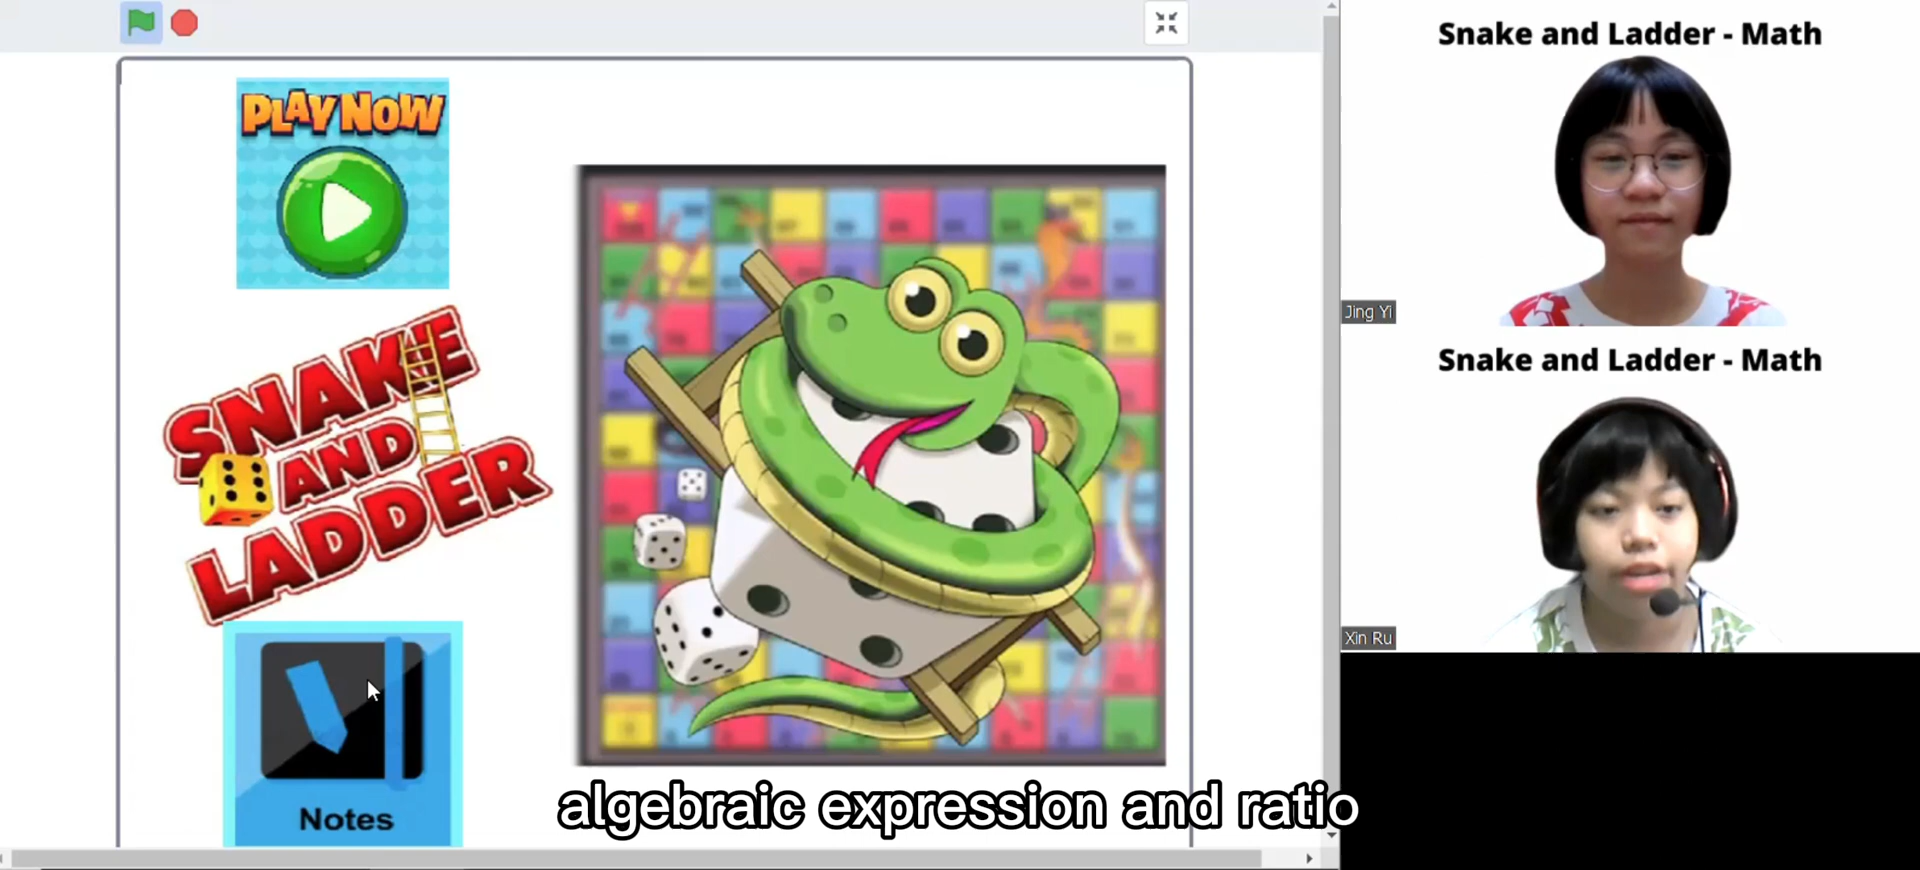 PLAY NOW
SNAKE
AND
LADDER
Notes
algebraic expression and ratio
Snake and Ladder - Math
Jing Yi
Snake and Ladder - Math
Xin Ru